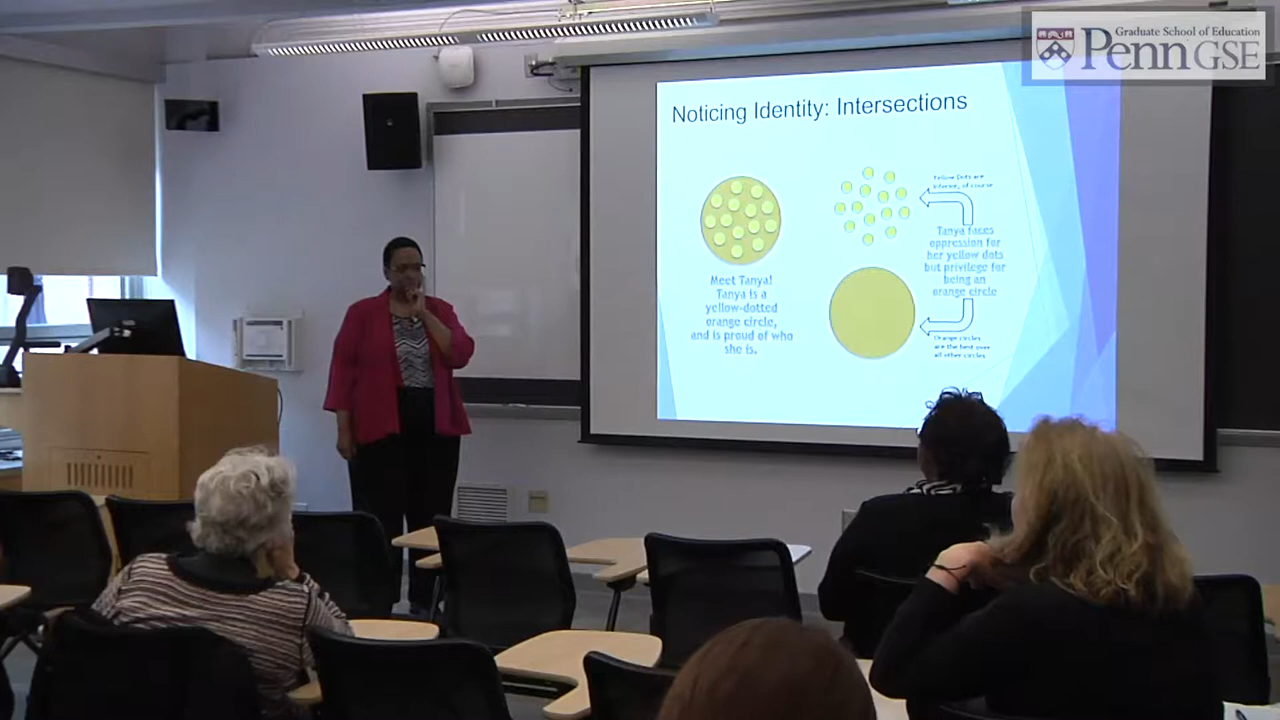 Graduate School of Education
Penn GSE
Noticing Identity: Intersections
Yellow Dots are
inferior, of course
Tanya faces
oppression for
her yellow dots
but privilege for
being an
orange circle
Meet Tanya!
Tanya is a
yellow-dotted
orange circle,
and is proud of who
she is.
Orange circles
are the best over
all other circles